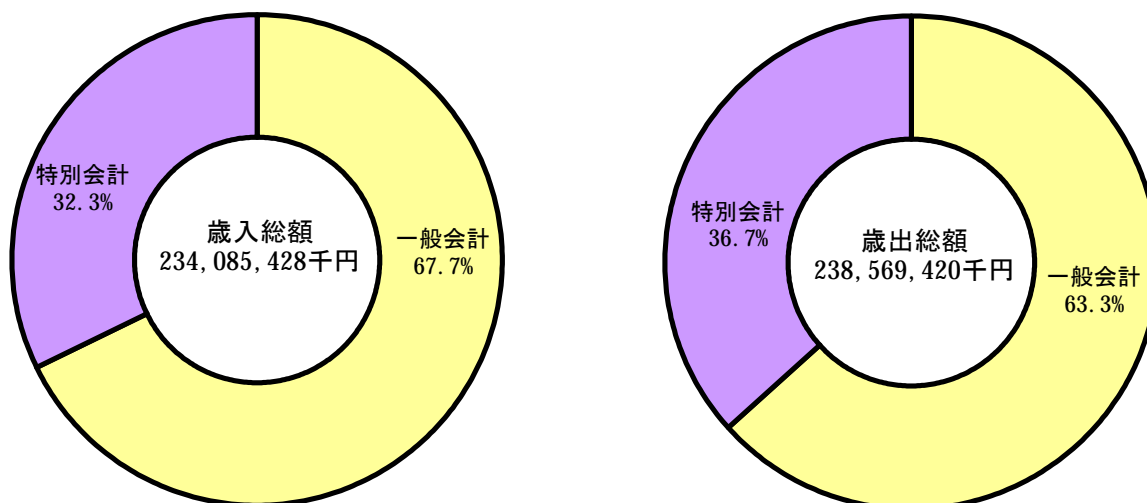 特別会計
32.3%
歳入総額
234,085,428千円
一般会計
67.7%
特別会計
36.7%
歳出総額
238,569,420千円
一般会計
63.3%